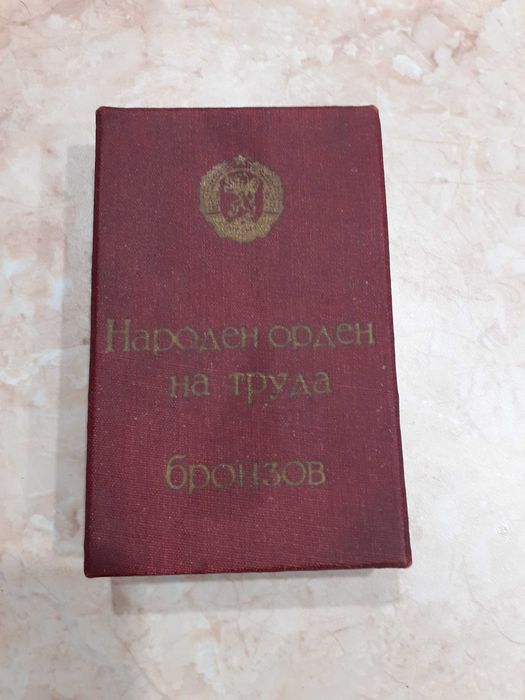 Народен орден
на труда
бронзов